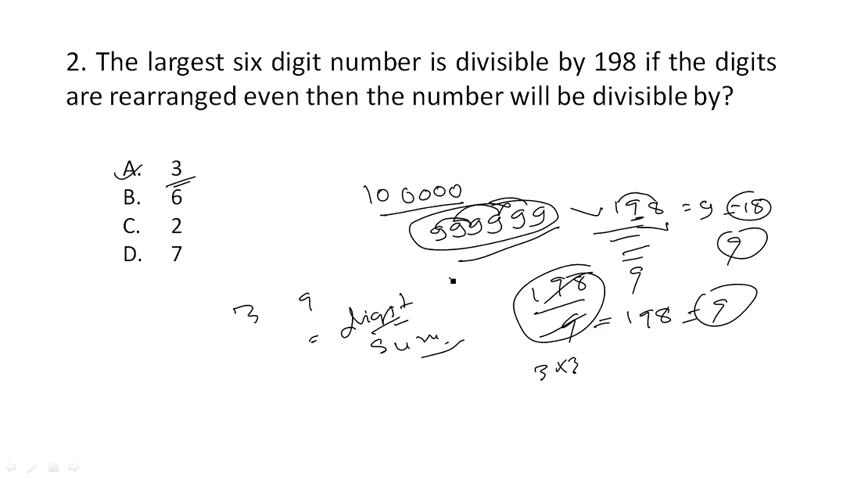 2. The largest six digit number is divisible by 198 if the digits
are rearranged even then the number will be divisible by?
A. 3
B. 6
C. 2
D. 7
100000
999999 198 = 9 = 18
9
9
3 9 = digit sum
198
9 = 198 = 9
3 x 3